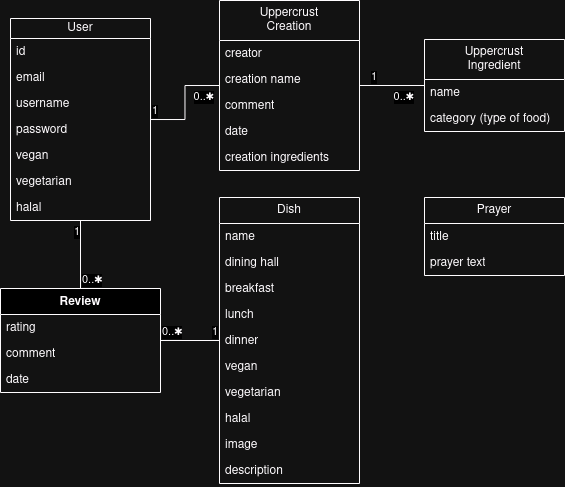 User
id
email
username
password
vegan
vegetarian
halal
1
0..*
Uppercrust
Creation
creator
creation name
comment
date
creation ingredients
1
0..*
Uppercrust
Ingredient
name
category (type of food)
1
0..*
Review
rating
comment
date
0..*
1
Dish
name
dining hall
breakfast
lunch
dinner
vegan
vegetarian
halal
image
description
Prayer
title
prayer text